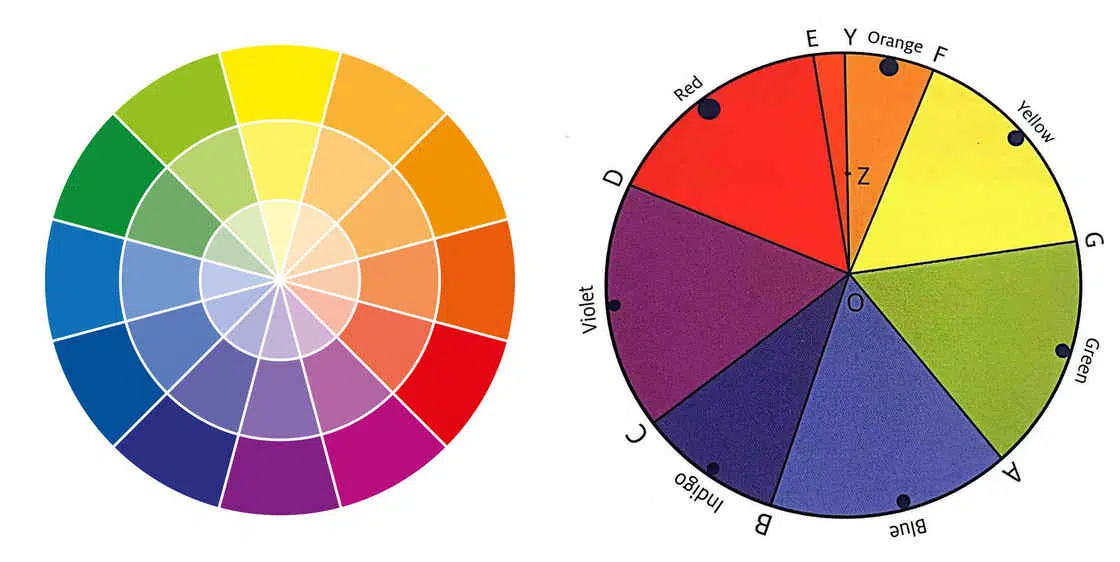 E
Y
Orange
F
Red
Yellow
D
Z
G
Violet
O
Green
C
Indigo
B
Blue
A